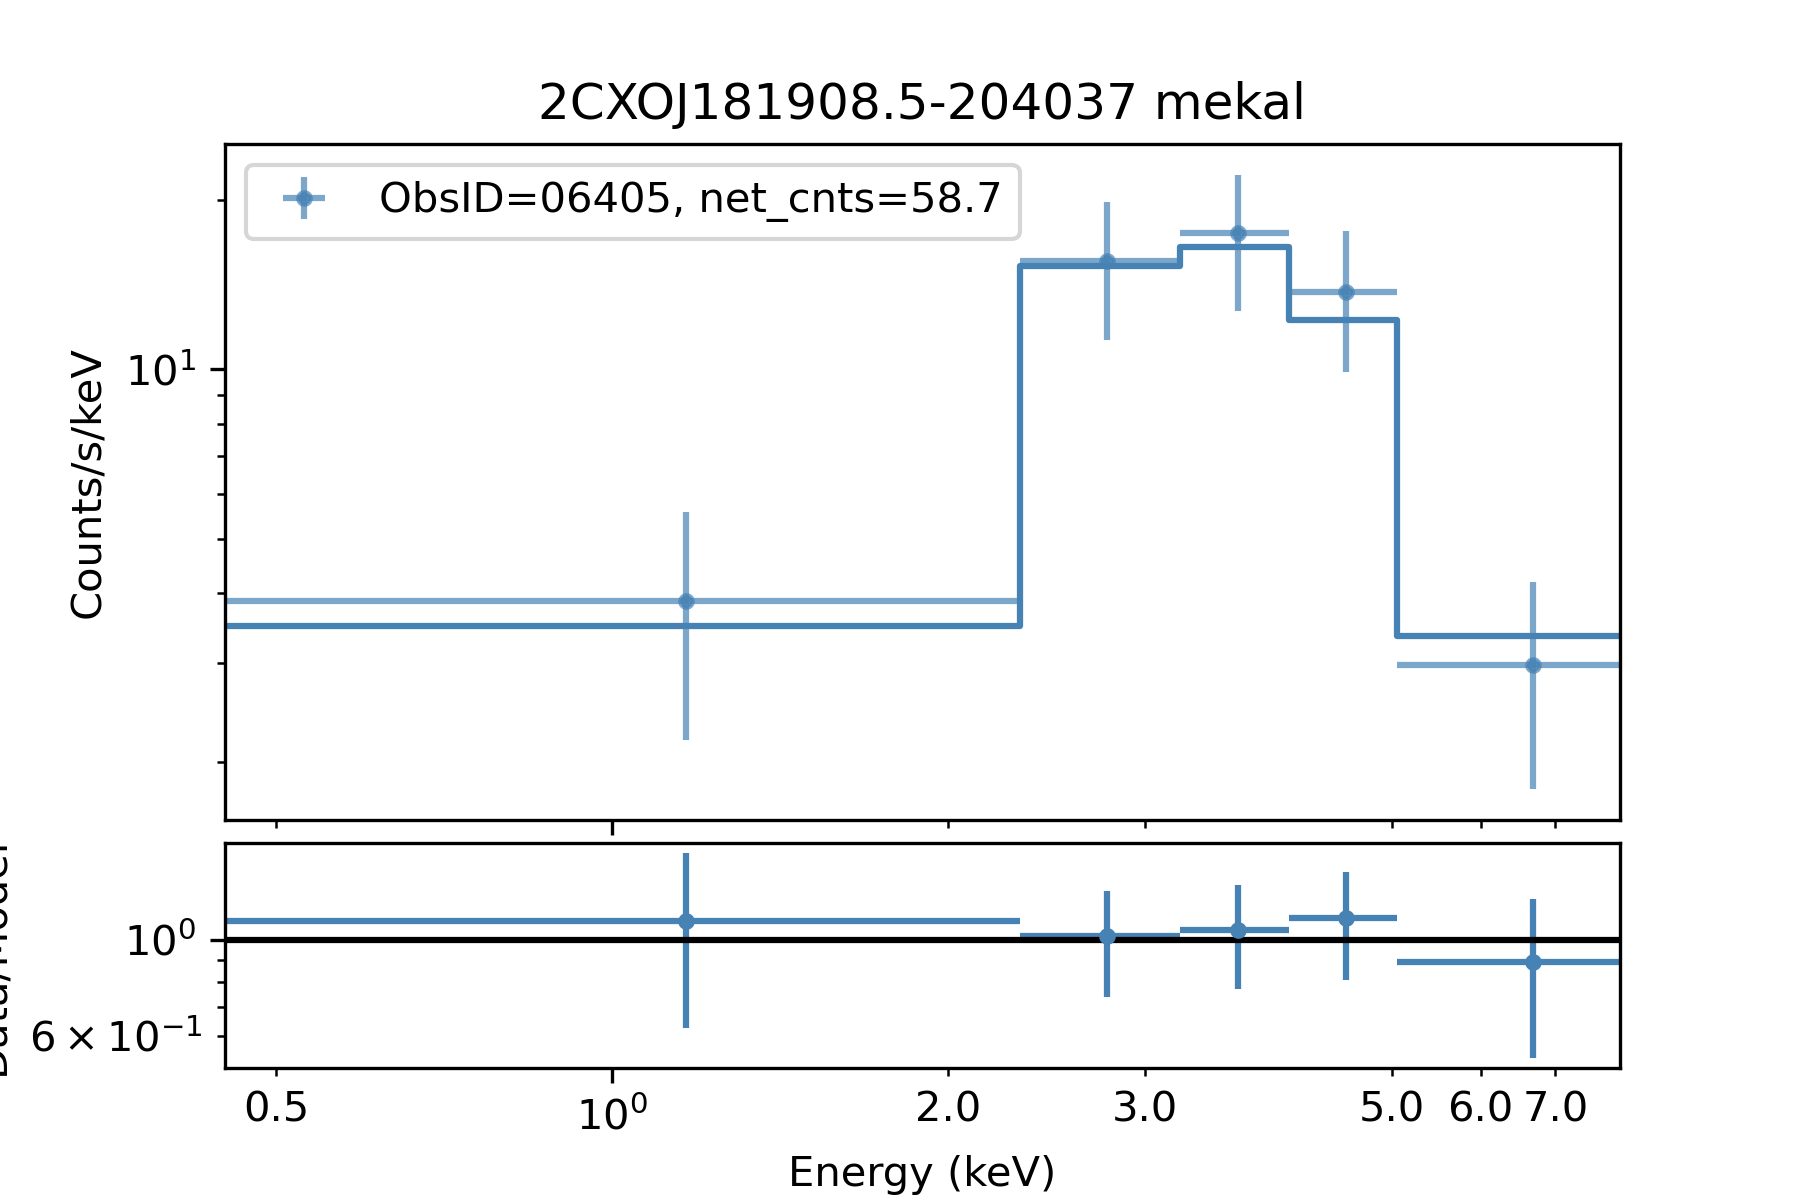 2CXOJ181908.5-204037 mekal
ObsID=06405, net_cnts=58.7
Counts/s/keV
10¹
10⁰
6 × 10⁻¹
0.5 10⁰ 2.0 3.0 5.0 6.0 7.0
Energy (keV)